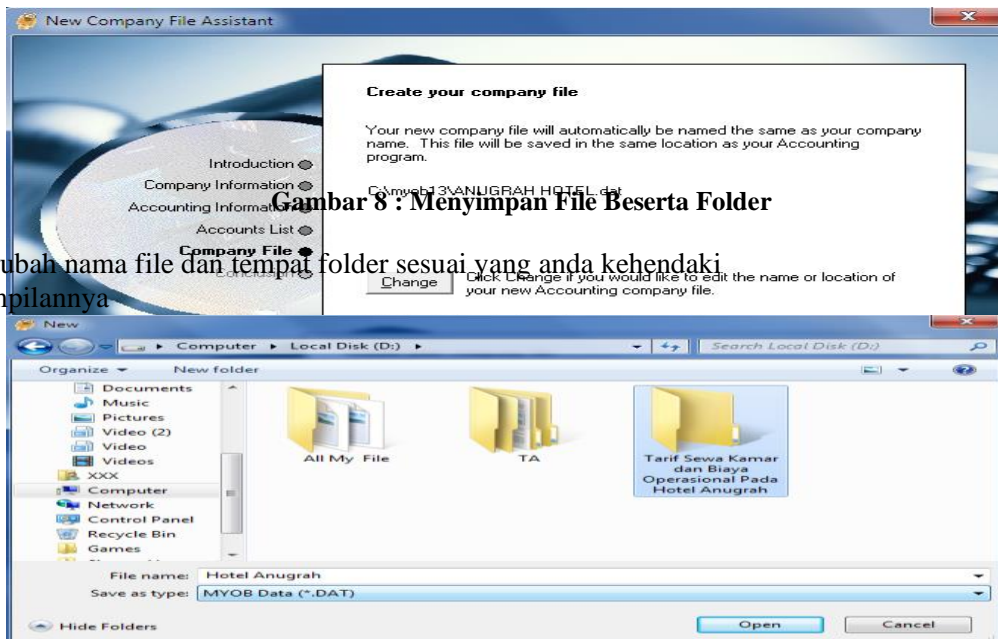 New Company File Assistant
Create your company file
Your new company file will automatically be named the same as your company
name. This file will be saved in the same location as your Accounting
program.
Introduction
Company Information
C:\myob13\ANUGRAH HOTEL.dat
Gambar 8 : Menyimpan File Beserta Folder
Accounting Information
Accounts List
Company File
ubah nama file dan tempat folder sesuai yang anda kehendaki
Conclusion
Change
Click Change if you would like to edit the name or location of
your new Accounting company file.
mpilannya
New
Computer Local Disk (D:)
Search Local Disk (D:)
Organize New folder
Documents
Music
Pictures
Video (2)
Video
Videos
XXX
Computer
Network
Control Panel
Recycle Bin
Games
All My File
TA
Tarif Sewa Kamar
dan Biaya
Operasional Pada
Hotel Anugrah
File name: Hotel Anugrah
Save as type: MYOB Data (*.DAT)
Hide Folders
Open
Cancel